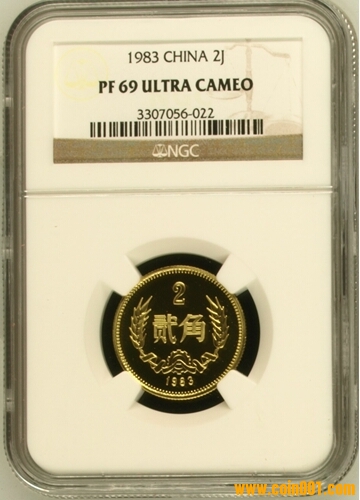 1983 CHINA 2J
PF 69 ULTRA CAMEO
3307056-022
NGC
2
贰角
1983
www.coin001.com